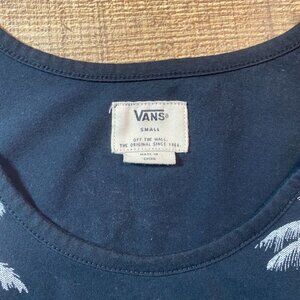 VANS®
SMALL
OFF THE WALL.
THE ORIGINAL SINCE 1966.
MADE IN
CHINA